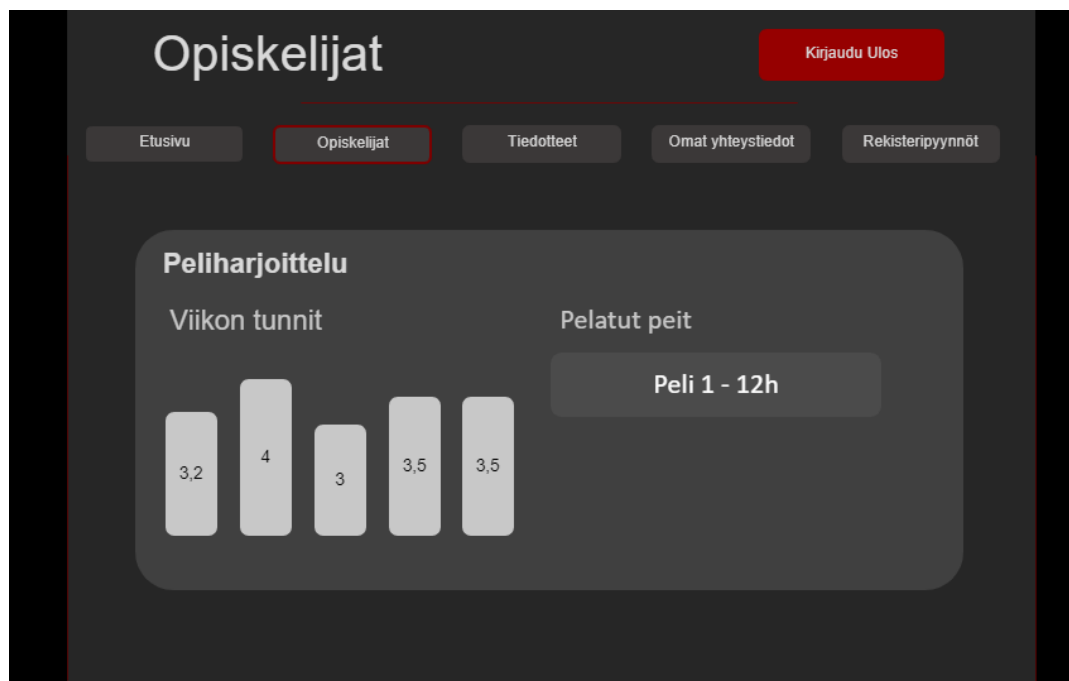 Opiskelijat
Kirjaudu Ulos
Etusivu
Opiskelijat
Tiedotteet
Omat yhteystiedot
Rekisteripyynnöt
Peliharjoittelu
Viikon tunnit
Pelatut peit
Peli 1 - 12h
3,2
4
3
3,5
3,5